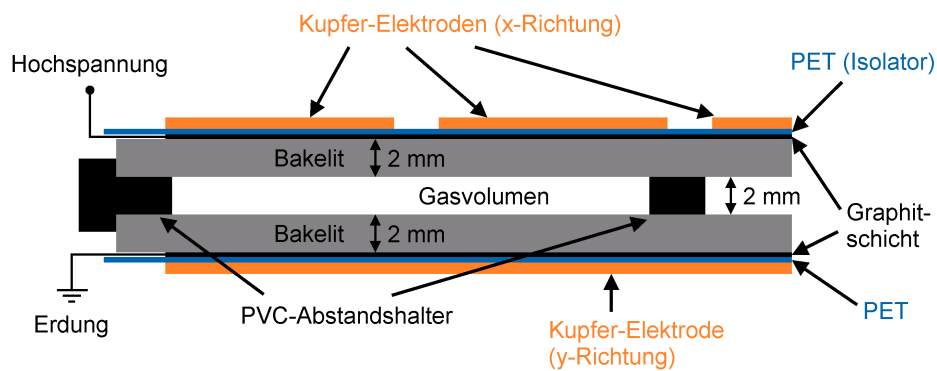 Kupfer-Elektroden (x-Richtung)
Hochspannung
PET (Isolator)
Bakelit
2 mm
Gasvolumen
2 mm
Graphit-
schicht
Bakelit
2 mm
Erdung
PVC-Abstandshalter
PET
Kupfer-Elektrode
(y-Richtung)